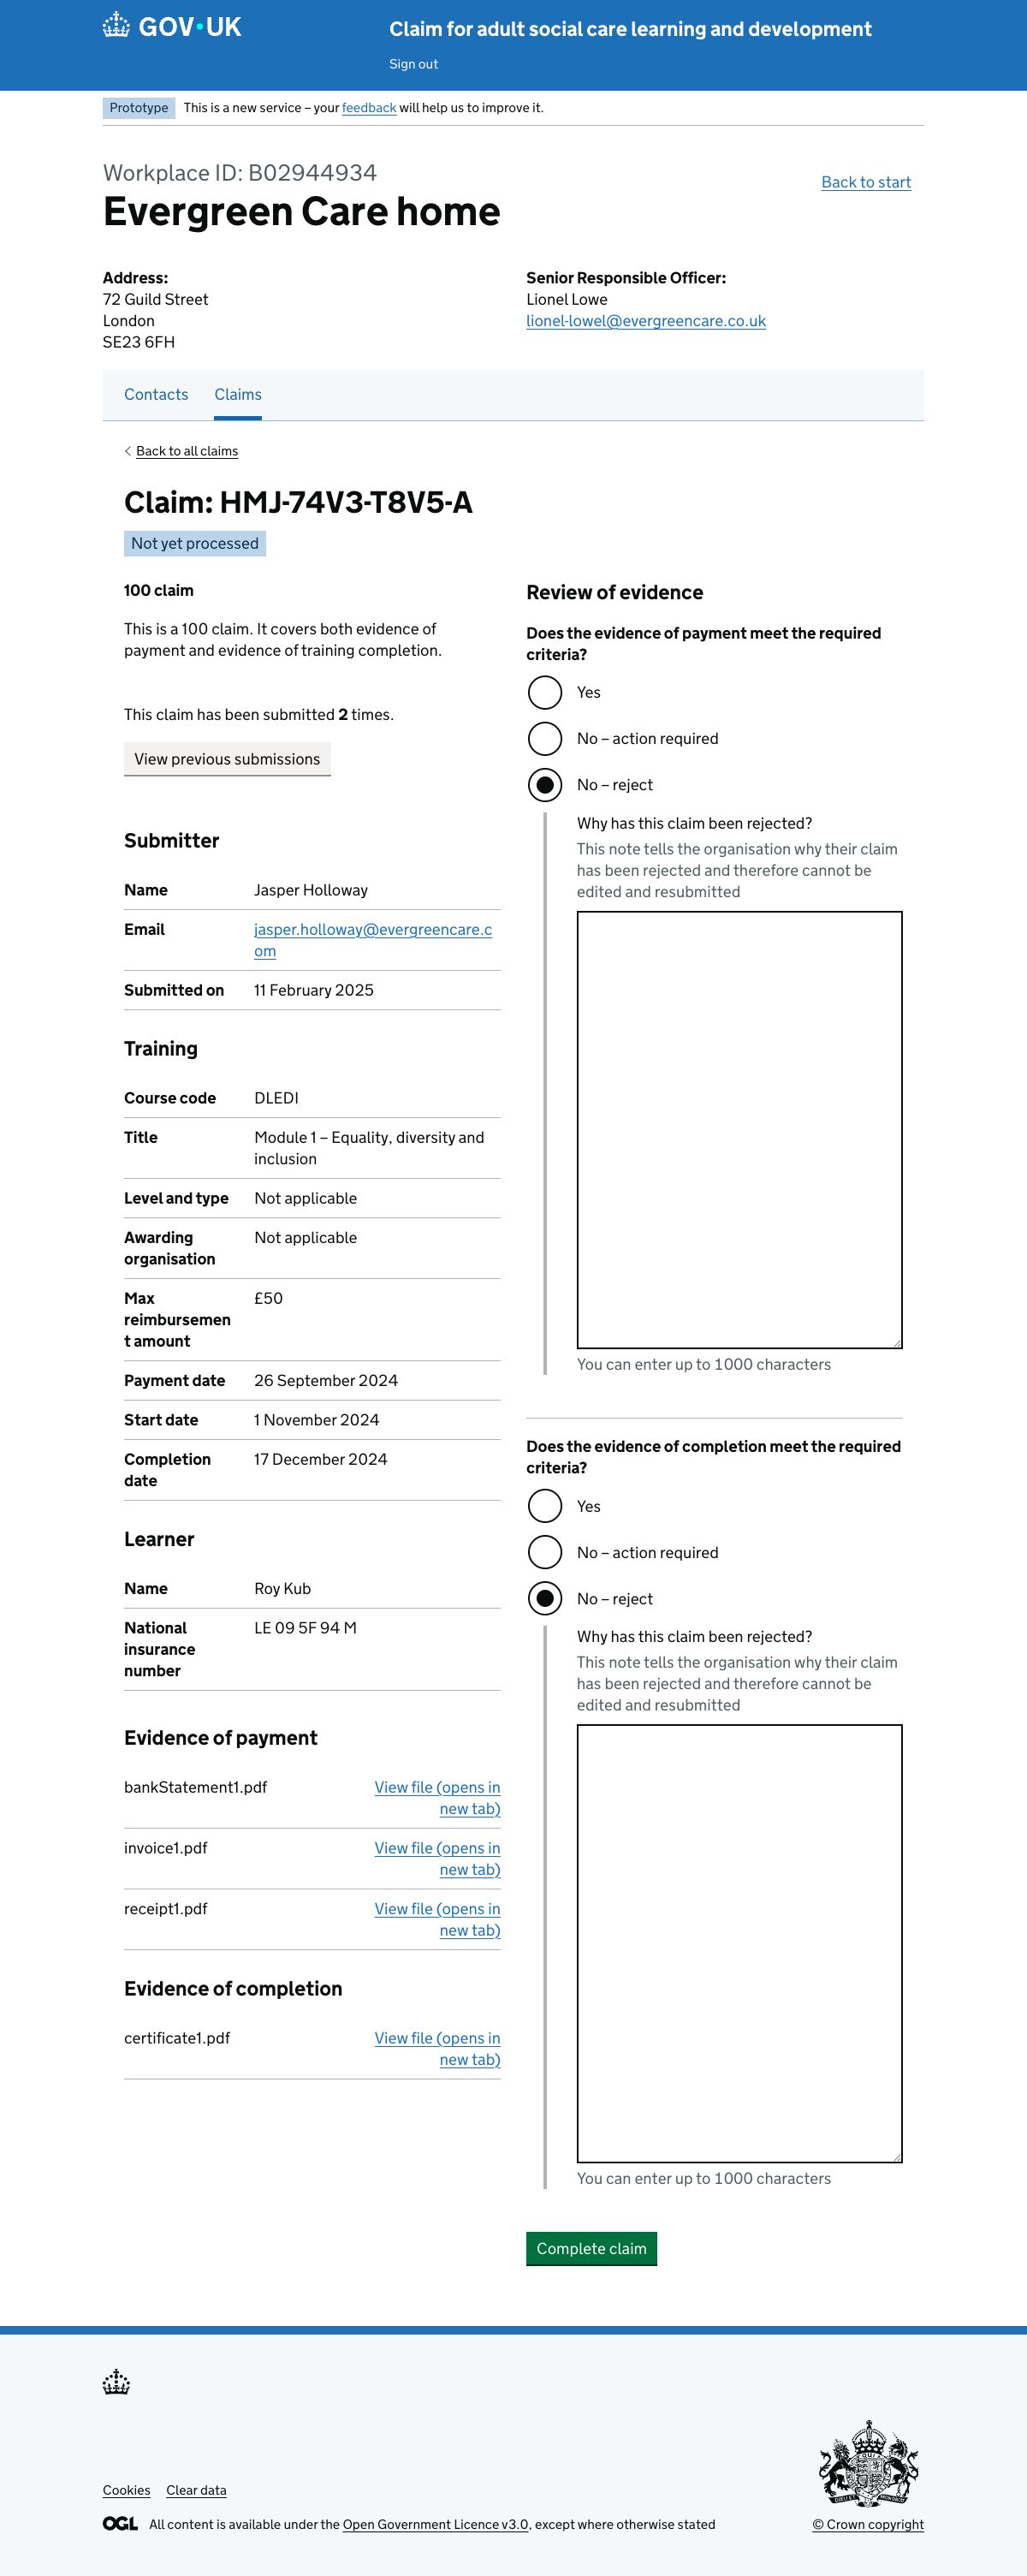 GOV·UK
Claim for adult social care learning and development
Sign out
Prototype
This is a new service – your feedback will help us to improve it.
Workplace ID: B02944934
Evergreen Care home
Back to start
Address:
72 Guild Street
London
SE23 6FH
Senior Responsible Officer:
Lionel Lowe
lionel-lowel@evergreencare.co.uk
Contacts
Claims
Back to all claims
Claim: HMJ-74V3-T8V5-A
Not yet processed
100 claim
This is a 100 claim. It covers both evidence of
payment and evidence of training completion.
This claim has been submitted 2 times.
View previous submissions
Submitter
Name
Jasper Holloway
Email
jasper.holloway@evergreencare.c
om
Submitted on
11 February 2025
Training
Course code
DLEDI
Title
Module 1 – Equality, diversity and
inclusion
Level and type
Not applicable
Awarding
organisation
Not applicable
Max
reimbursemen
t amount
£50
Payment date
26 September 2024
Start date
1 November 2024
Completion
date
17 December 2024
Learner
Name
Roy Kub
National
insurance
number
LE 09 5F 94 M
Evidence of payment
bankStatement1.pdf
View file (opens in
new tab)
invoice1.pdf
View file (opens in
new tab)
receipt1.pdf
View file (opens in
new tab)
Evidence of completion
certificate1.pdf
View file (opens in
new tab)
Review of evidence
Does the evidence of payment meet the required
criteria?
Yes
No – action required
No – reject
Why has this claim been rejected?
This note tells the organisation why their claim
has been rejected and therefore cannot be
edited and resubmitted
You can enter up to 1000 characters
Does the evidence of completion meet the required
criteria?
Yes
No – action required
No – reject
Why has this claim been rejected?
This note tells the organisation why their claim
has been rejected and therefore cannot be
edited and resubmitted
You can enter up to 1000 characters
Complete claim
Cookies
Clear data
OGL
All content is available under the Open Government Licence v3.0, except where otherwise stated
© Crown copyright